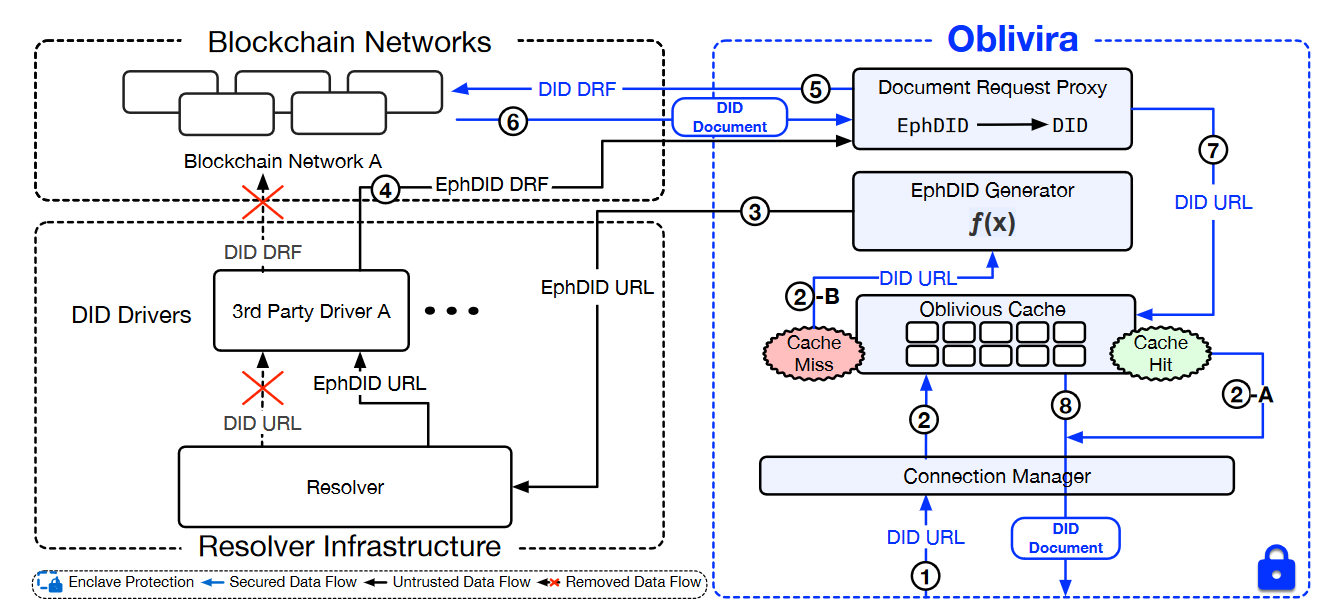 Blockchain Networks
Oblivira
DID DRF
5
Document Request Proxy
EphDID
DID
6
DID
Document
7
Blockchain Network A
4
EphDID DRF
EphDID Generator
f(x)
3
DID URL
DID DRF
EphDID URL
DID URL
2-B
DID Drivers
3rd Party Driver A
Oblivious Cache
Cache
Miss
Cache
Hit
EphDID URL
DID URL
2
8
2-A
Resolver
Connection Manager
DID URL
DID
Document
Resolver Infrastructure
1
Enclave Protection
Secured Data Flow
Untrusted Data Flow
Removed Data Flow